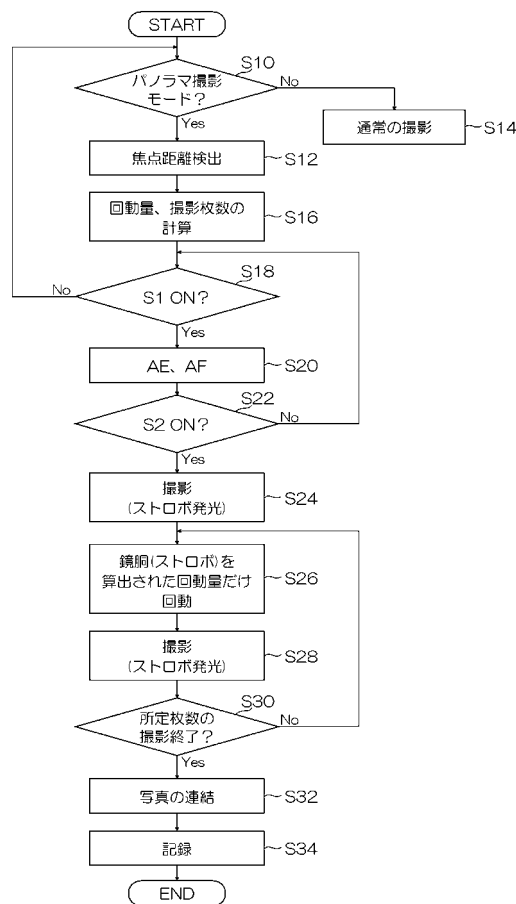 START
S10
パノラマ撮影
モード?
No
Yes
通常の撮影
S14
焦点距離検出
S12
回動量、撮影枚数の
計算
S16
S18
No
S1 ON?
Yes
AE、AF
S20
S22
S2 ON?
No
Yes
撮影
(ストロボ発光)
S24
鏡胴(ストロボ)を
算出された回動量だけ
回動
S26
撮影
(ストロボ発光)
S28
S30
所定枚数の
撮影終了?
No
Yes
写真の連結
S32
記録
S34
END